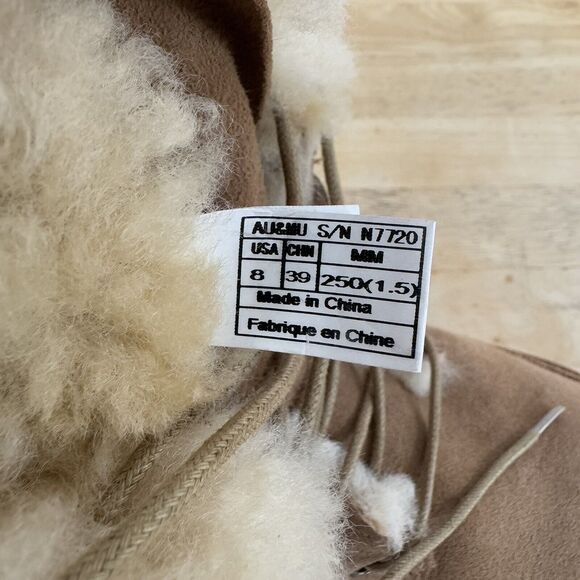 AU&MU S/N N7720
USA CHN MM
8 39 250(1.5)
Made in China
Fabrique en Chine